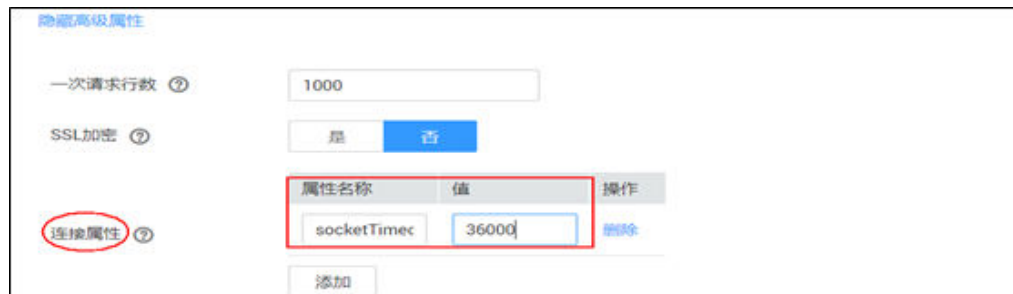 隐藏高级属性
一次请求行数 ?
1000
SSL加密 ?
是 否
属性名称 值 操作
连接属性 ?
socketTimec 36000 删除
添加